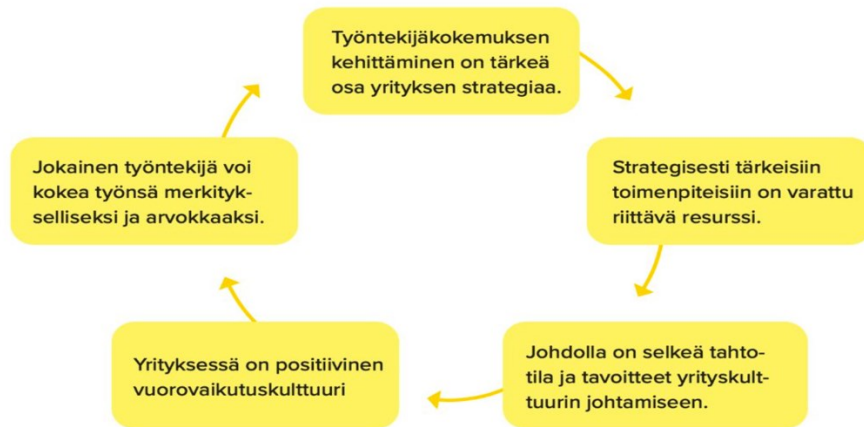 Työntekijäkokemuksen
kehittäminen on tärkeä
osa yrityksen strategiaa.
Strategisesti tärkeisiin
toimenpiteisiin on varattu
riittävä resurssi.
Johdolla on selkeä tahto-
tila ja tavoitteet yrityskult-
tuurin johtamiseen.
Yrityksessä on positiivinen
vuorovaikutuskulttuuri
Jokainen työntekijä voi
kokea työnsä merkityk-
selliseksi ja arvokkaaksi.